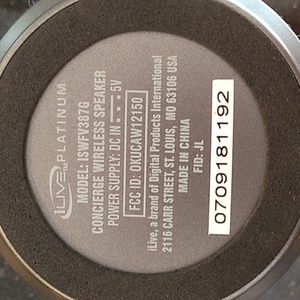 iLIVE™ PLATINUM
MODEL: ISWFV387G
CONCIERGE WIRELESS SPEAKER
POWER SUPPLY: DC IN ⎓ 5V
FCC ID. OKUCAW12150
iLive, a brand of Digital Products International
2116 CARR STREET, ST. LOUIS, MO 63106 USA
MADE IN CHINA
FID: JL
0709181192